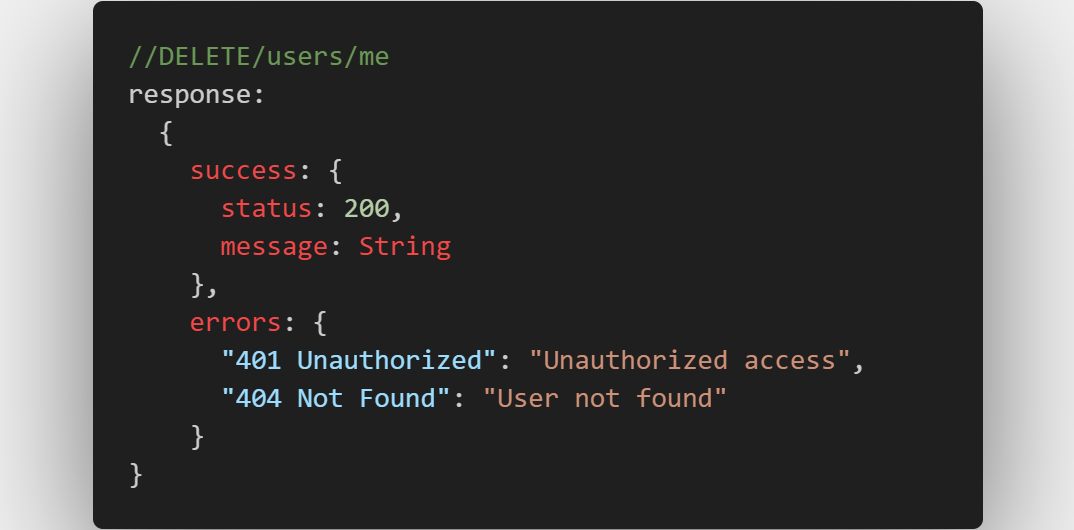 //DELETE/users/me
response:
  {
    success: {
      status: 200,
      message: String
    },
    errors: {
      "401 Unauthorized": "Unauthorized access",
      "404 Not Found": "User not found"
    }
}